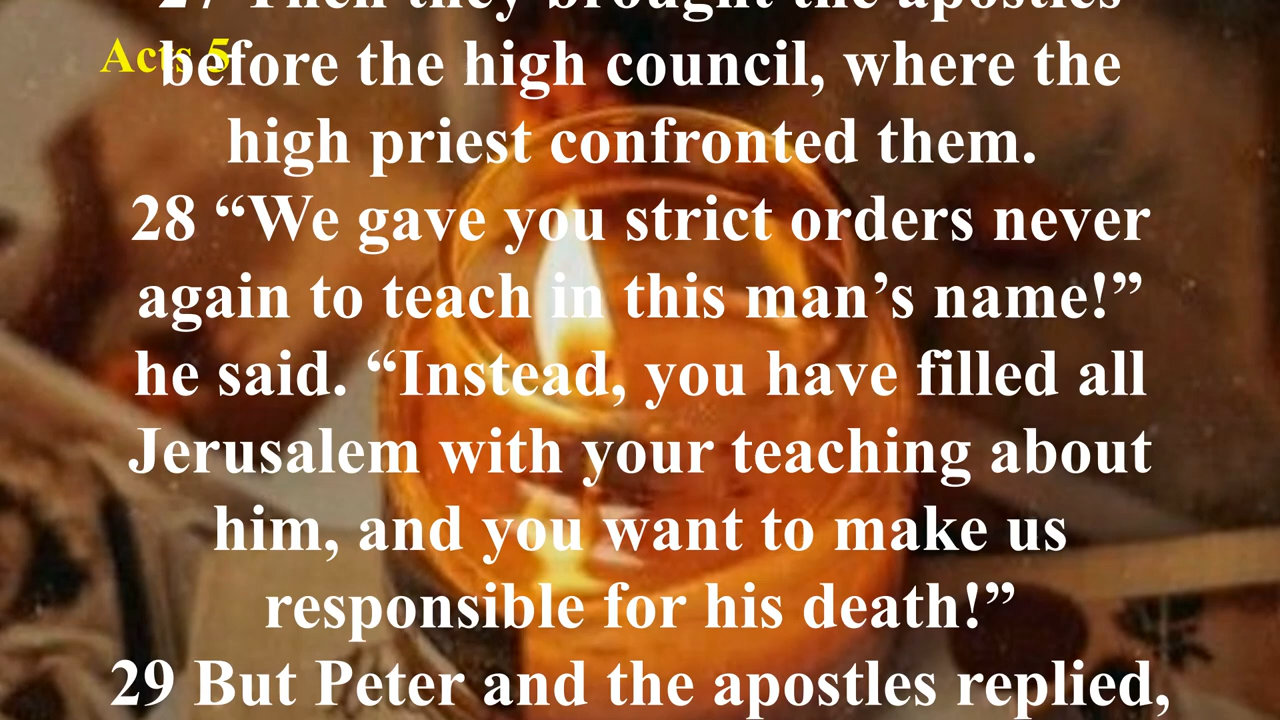 27 Then they brought the apostles
Acts 5
before the high council, where the
high priest confronted them.
28 “We gave you strict orders never
again to teach in this man’s name!”
he said. “Instead, you have filled all
Jerusalem with your teaching about
him, and you want to make us
responsible for his death!”
29 But Peter and the apostles replied,